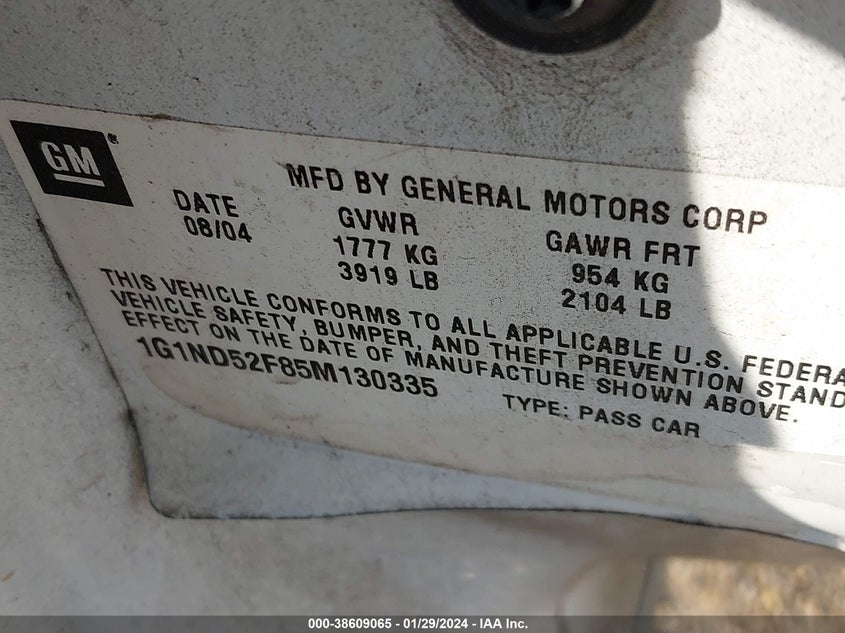 GM
MFD BY GENERAL MOTORS CORP
DATE GVWR GAWR FRT
08/04 1777 KG 954 KG
3919 LB 2104 LB
THIS VEHICLE CONFORMS TO ALL APPLICABLE U.S. FEDERA
VEHICLE SAFETY, BUMPER, AND THEFT PREVENTION STAND
EFFECT ON THE DATE OF MANUFACTURE SHOWN ABOVE.
1G1ND52F85M130335 TYPE: PASS CAR
000-38609065 / 01/29/2024 - IAA Inc.